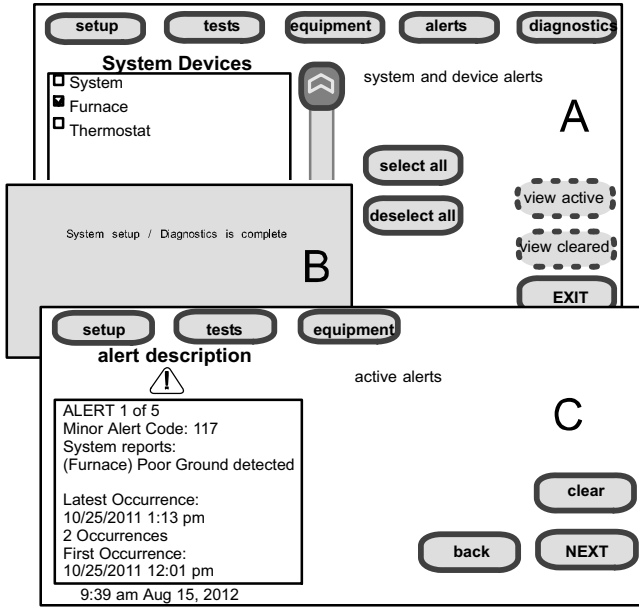 setup tests equipment alerts diagnostics
System Devices
system and device alerts
System
Furnace
Thermostat
A
select all
deselect all
view active
view cleared
EXIT
System setup / Diagnostics is complete
B
setup tests equipment
alert description
active alerts
ALERT 1 of 5
Minor Alert Code: 117
System reports:
(Furnace) Poor Ground detected
Latest Occurrence:
10/25/2011 1:13 pm
2 Occurrences
First Occurrence:
10/25/2011 12:01 pm
C
clear
back NEXT
9:39 am Aug 15, 2012